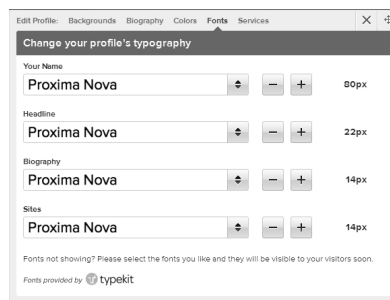 Edit Profile: Backgrounds Biography Colors Fonts Services
Change your profile's typography
Your Name
Proxima Nova 80px
Headline
Proxima Nova 22px
Biography
Proxima Nova 14px
Sites
Proxima Nova 14px
Fonts not showing? Please select the fonts you like and they will be visible to your visitors soon.
Fonts provided by typekit